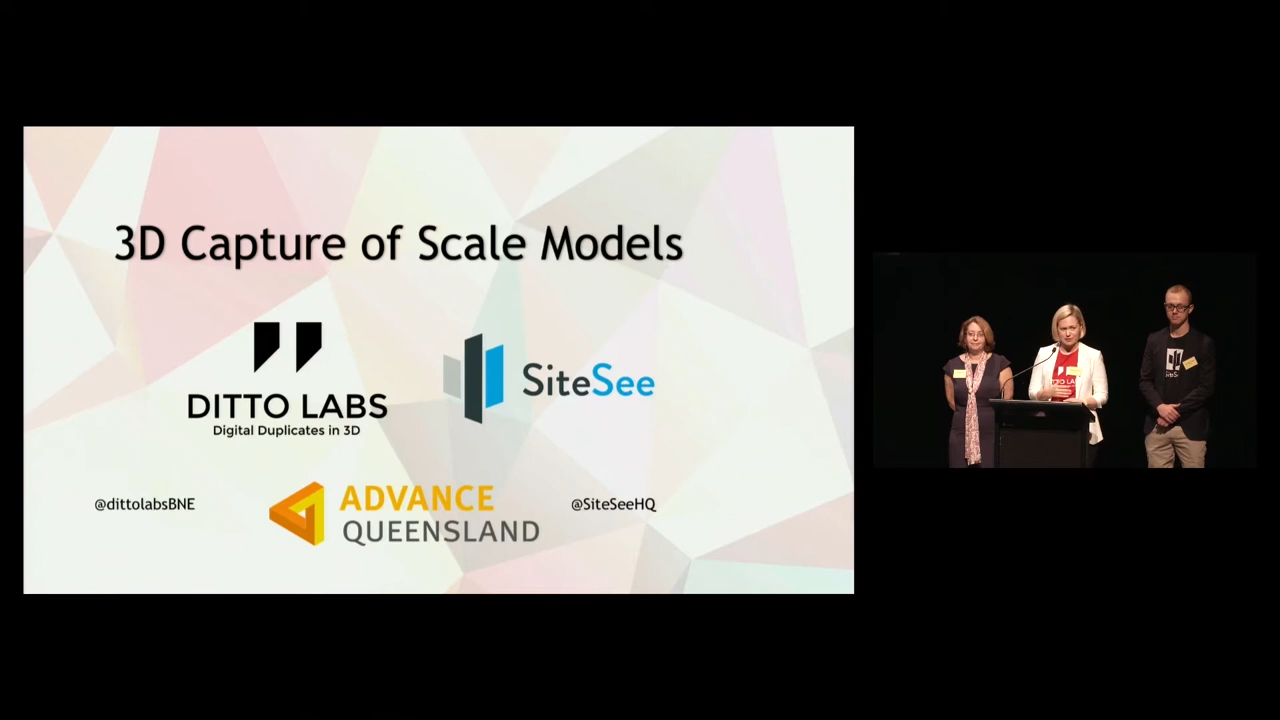 3D Capture of Scale Models
DITTO LABS
Digital Duplicates in 3D
SiteSee
@dittolabsBNE
ADVANCE
QUEENSLAND
@SiteSeeHQ